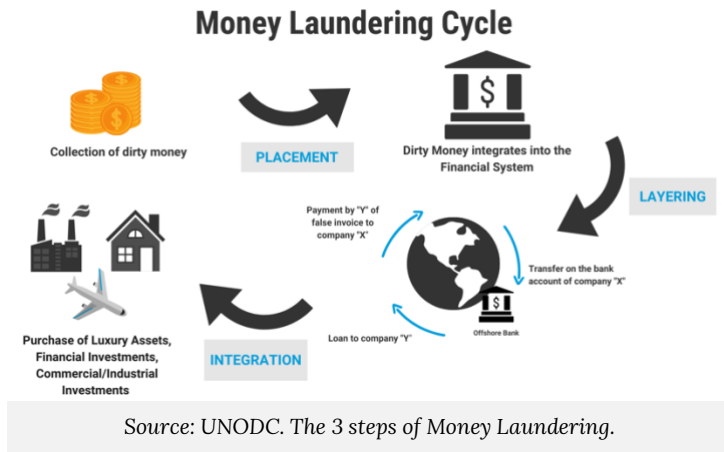 Money Laundering Cycle
Collection of dirty money
PLACEMENT
$
Dirty Money integrates into the
Financial System
LAYERING
Payment by "Y" of
false invoice to
company "X"
Transfer on the bank
account of company "X"
$
Offshore Bank
Loan to company "Y"
INTEGRATION
Purchase of Luxury Assets,
Financial Investments,
Commercial/Industrial
Investments
Source: UNODC. The 3 steps of Money Laundering.